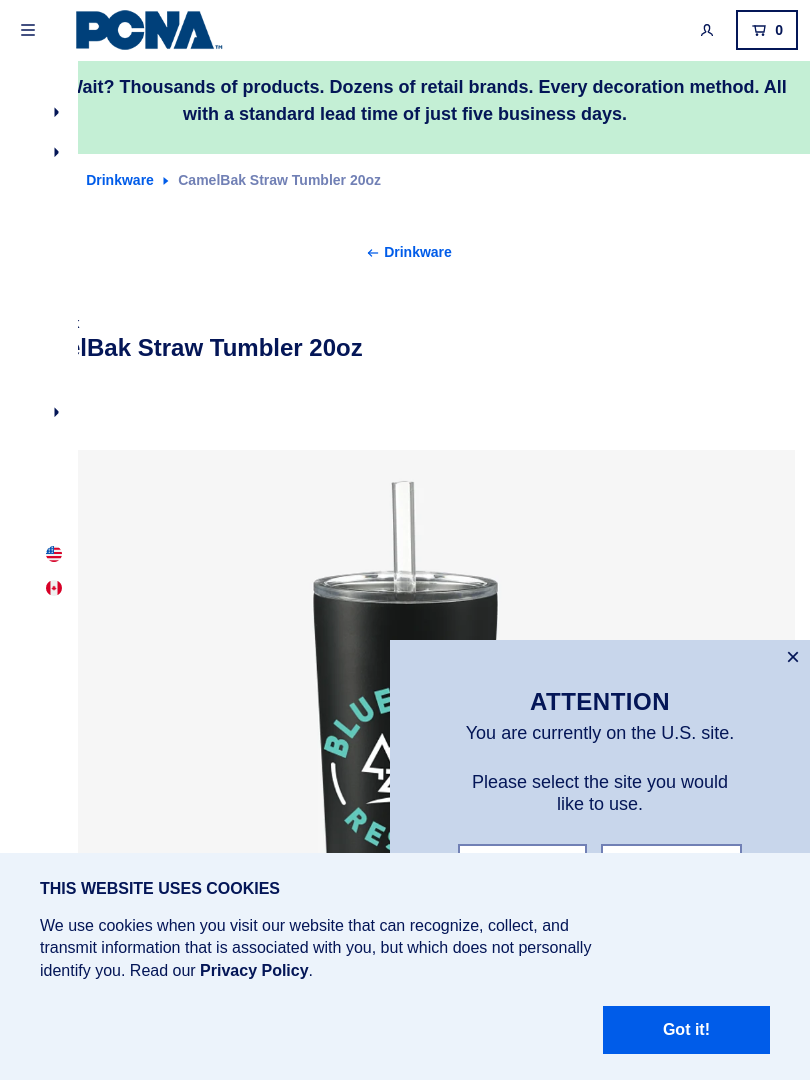 PCNA™
0
Wait? Thousands of products. Dozens of retail brands. Every decoration method. All
with a standard lead time of just five business days.
Drinkware
CamelBak Straw Tumbler 20oz
← Drinkware
elBak Straw Tumbler 20oz
BLUE
RES
ATTENTION
You are currently on the U.S. site.
Please select the site you would
like to use.
THIS WEBSITE USES COOKIES
We use cookies when you visit our website that can recognize, collect, and
transmit information that is associated with you, but which does not personally
identify you. Read our Privacy Policy.
Got it!